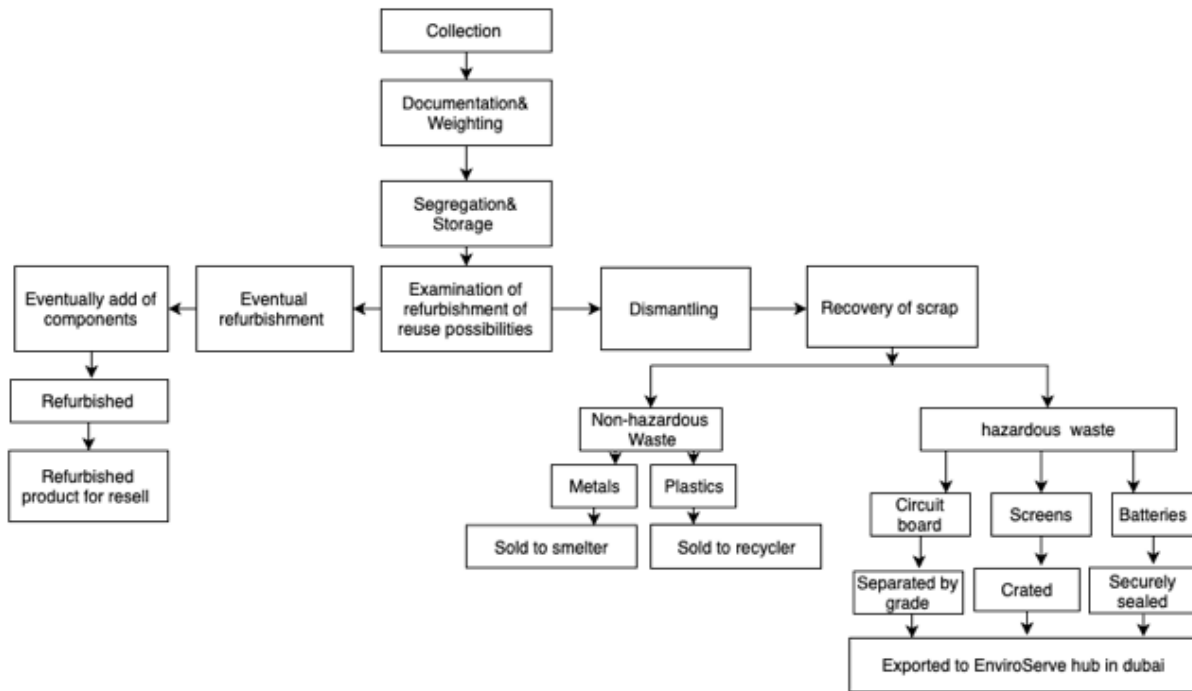 Collection
Documentation&
Weighting
Segregation&
Storage
Eventually add of
components
Eventual
refurbishment
Examination of
refurbishment of
reuse possibilities
Dismantling
Recovery of scrap
Refurbished
Refurbished
product for resell
Non-hazardous
Waste
hazardous waste
Metals
Plastics
Circuit
board
Screens
Batteries
Sold to smelter
Sold to recycler
Separated by
grade
Crated
Securely
sealed
Exported to EnviroServe hub in dubai